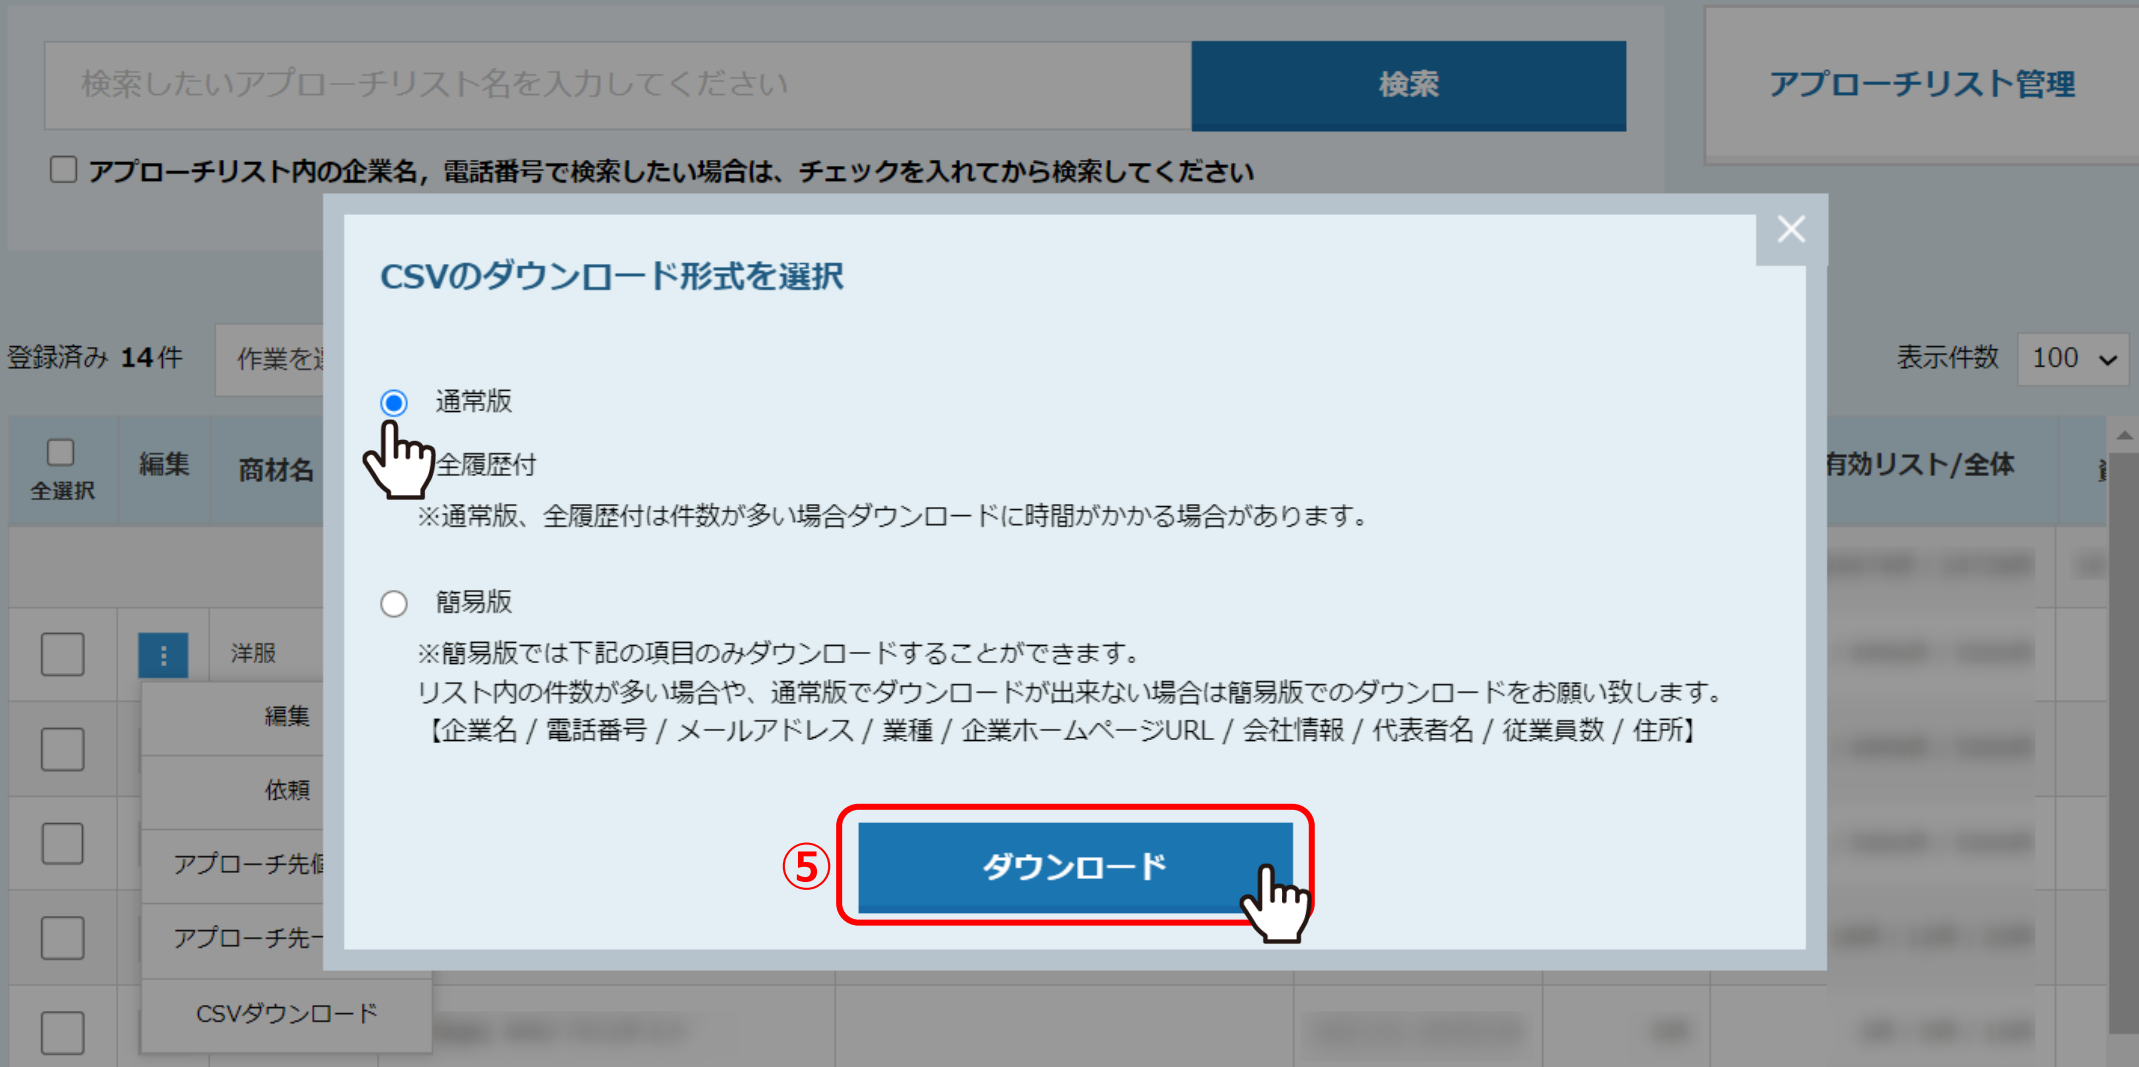 検索したいアプローチリスト名を入力してください
検索
アプローチリスト管理
アプローチリスト内の企業名，電話番号で検索したい場合は、チェックを入れてから検索してください
CSVのダウンロード形式を選択
登録済み 14件
作業を
表示件数 100
通常版
全選択
編集
商材名
全履歴付
有効リスト/全体
※通常版、全履歴付は件数が多い場合ダウンロードに時間がかかる場合があります。
簡易版
洋服
※簡易版では下記の項目のみダウンロードすることができます。
リスト内の件数が多い場合や、通常版でダウンロードが出来ない場合は簡易版でのダウンロードをお願い致します。
【企業名 / 電話番号 / メールアドレス / 業種 / 企業ホームページURL / 会社情報 / 代表者名 / 従業員数 / 住所】
編集
依頼
アプローチ先
⑤
ダウンロード
アプローチ先
CSVダウンロード